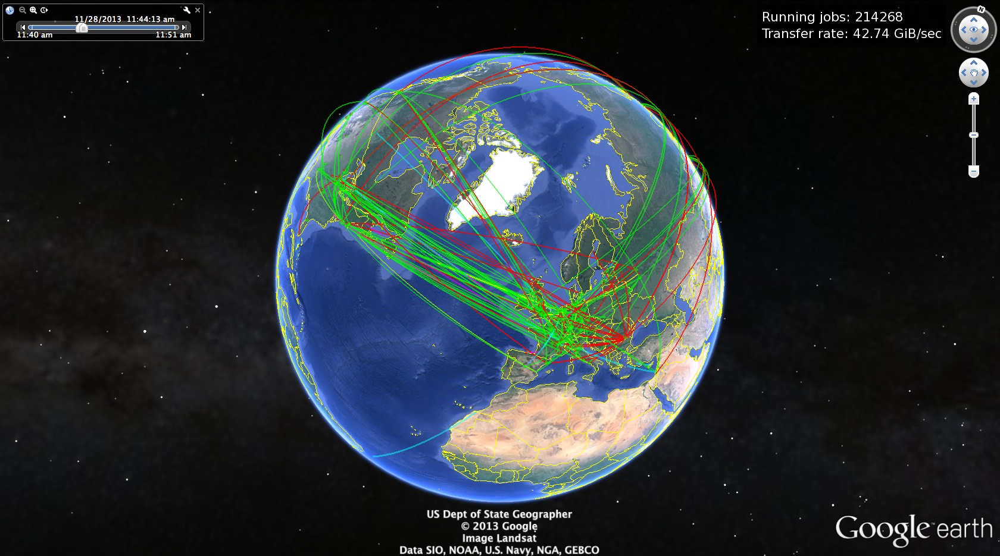 11/28/2013 11:44:13 am
11:40 am
11:51 am
Running jobs: 214268
Transfer rate: 42.74 GiB/sec
N
US Dept of State Geographer
© 2013 Google
Image Landsat
Data SIO, NOAA, U.S. Navy, NGA, GEBCO
Google™ earth